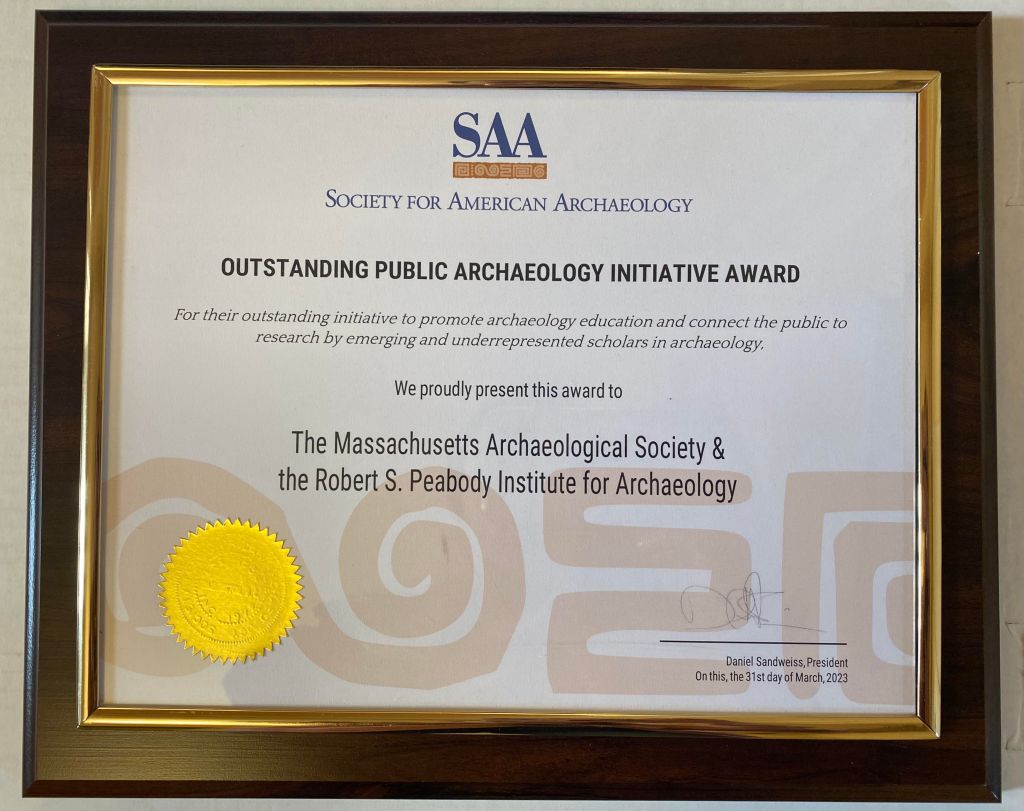 SAA
SOCIETY FOR AMERICAN ARCHAEOLOGY
OUTSTANDING PUBLIC ARCHAEOLOGY INITIATIVE AWARD
For their outstanding initiative to promote archaeology education and connect the public to
research by emerging and underrepresented scholars in archaeology.
We proudly present this award to
The Massachusetts Archaeological Society &
the Robert S. Peabody Institute for Archaeology
Daniel Sandweiss, President
On this, the 31st day of March, 2023